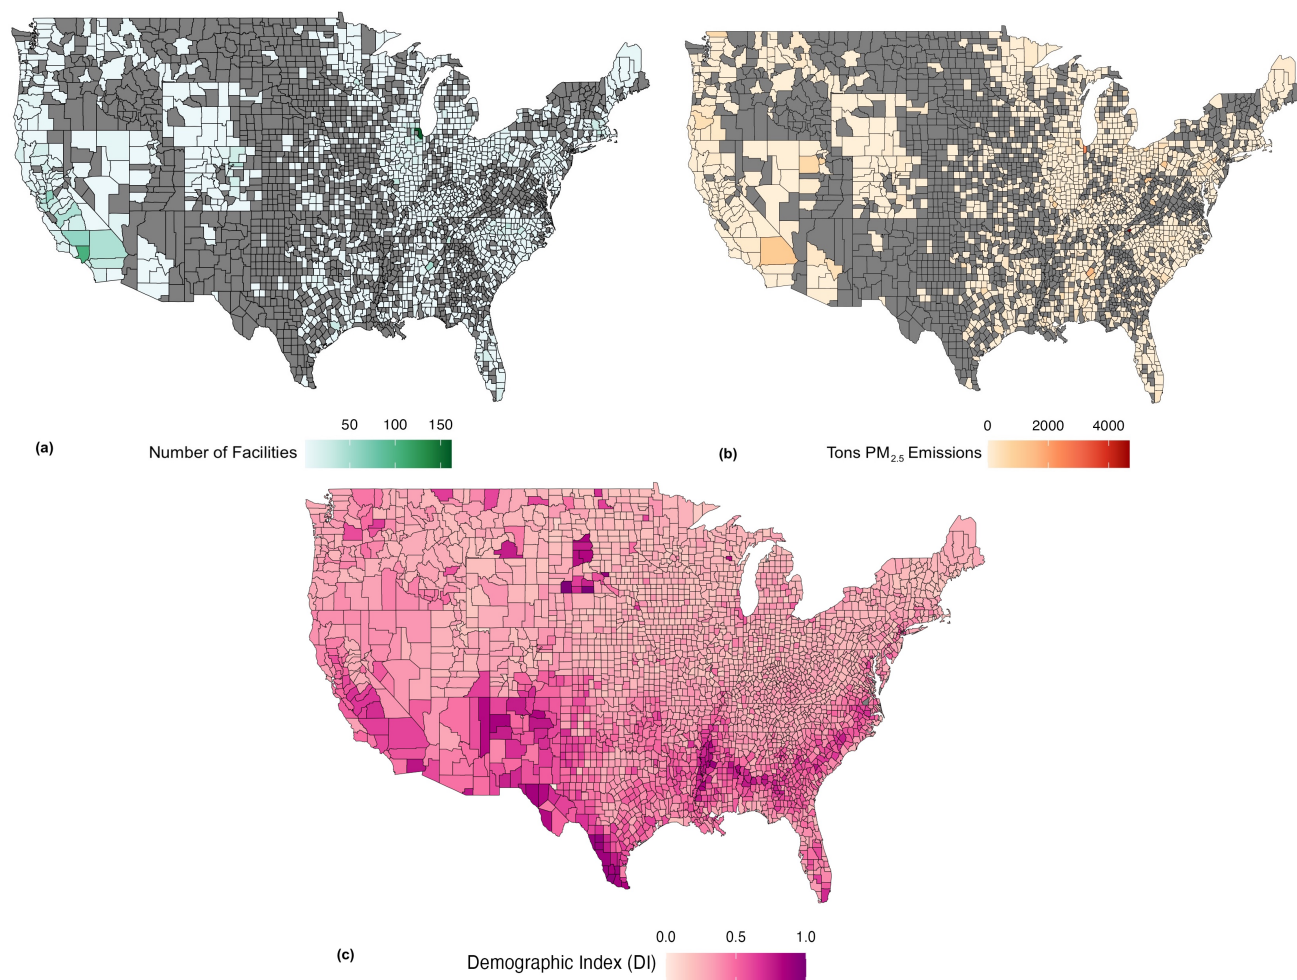 50 100 150
(a) Number of Facilities
0 2000 4000
(b) Tons PM2.5 Emissions
0.0 0.5 1.0
(c) Demographic Index (DI)